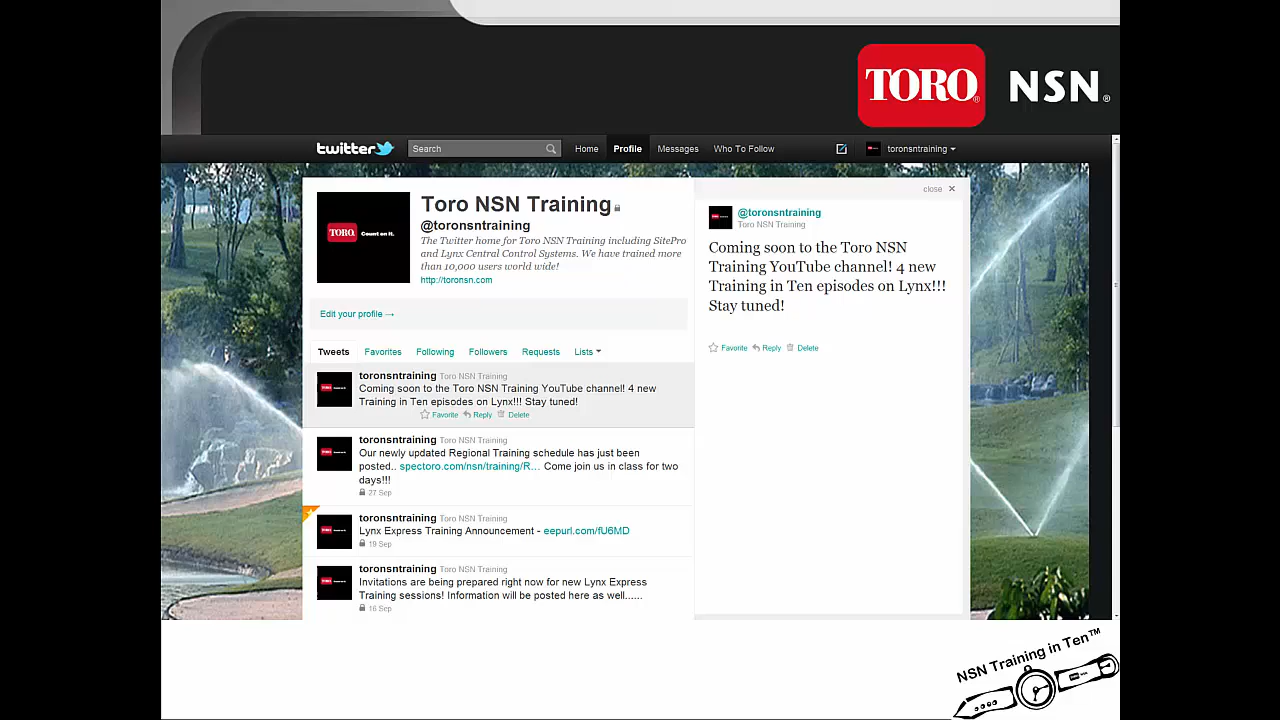 TORO® NSN®
twitter Search Home Profile Messages Who To Follow toronsntraining
close ×
Toro NSN Training
@toronsntraining
The Twitter home for Toro NSN Training including SitePro
and Lynx Central Control Systems. We have trained more
than 10,000 users world wide!
http://toronsn.com
TORO. Count on it.
Edit your profile →
Tweets Favorites Following Followers Requests Lists
toronsntraining Toro NSN Training
Coming soon to the Toro NSN Training YouTube channel! 4 new
Training in Ten episodes on Lynx!!! Stay tuned!
Favorite Reply Delete
toronsntraining Toro NSN Training
Our newly updated Regional Training schedule has just been
posted.. spectoro.com/nsn/training/R... Come join us in class for two
days!!!
27 Sep
toronsntraining Toro NSN Training
Lynx Express Training Announcement - eepurl.com/fU6MD
19 Sep
toronsntraining Toro NSN Training
Invitations are being prepared right now for new Lynx Express
Training sessions! Information will be posted here as well......
16 Sep
@toronsntraining
Toro NSN Training
Coming soon to the Toro NSN
Training YouTube channel! 4 new
Training in Ten episodes on Lynx!!!
Stay tuned!
Favorite Reply Delete
NSN Training in Ten™